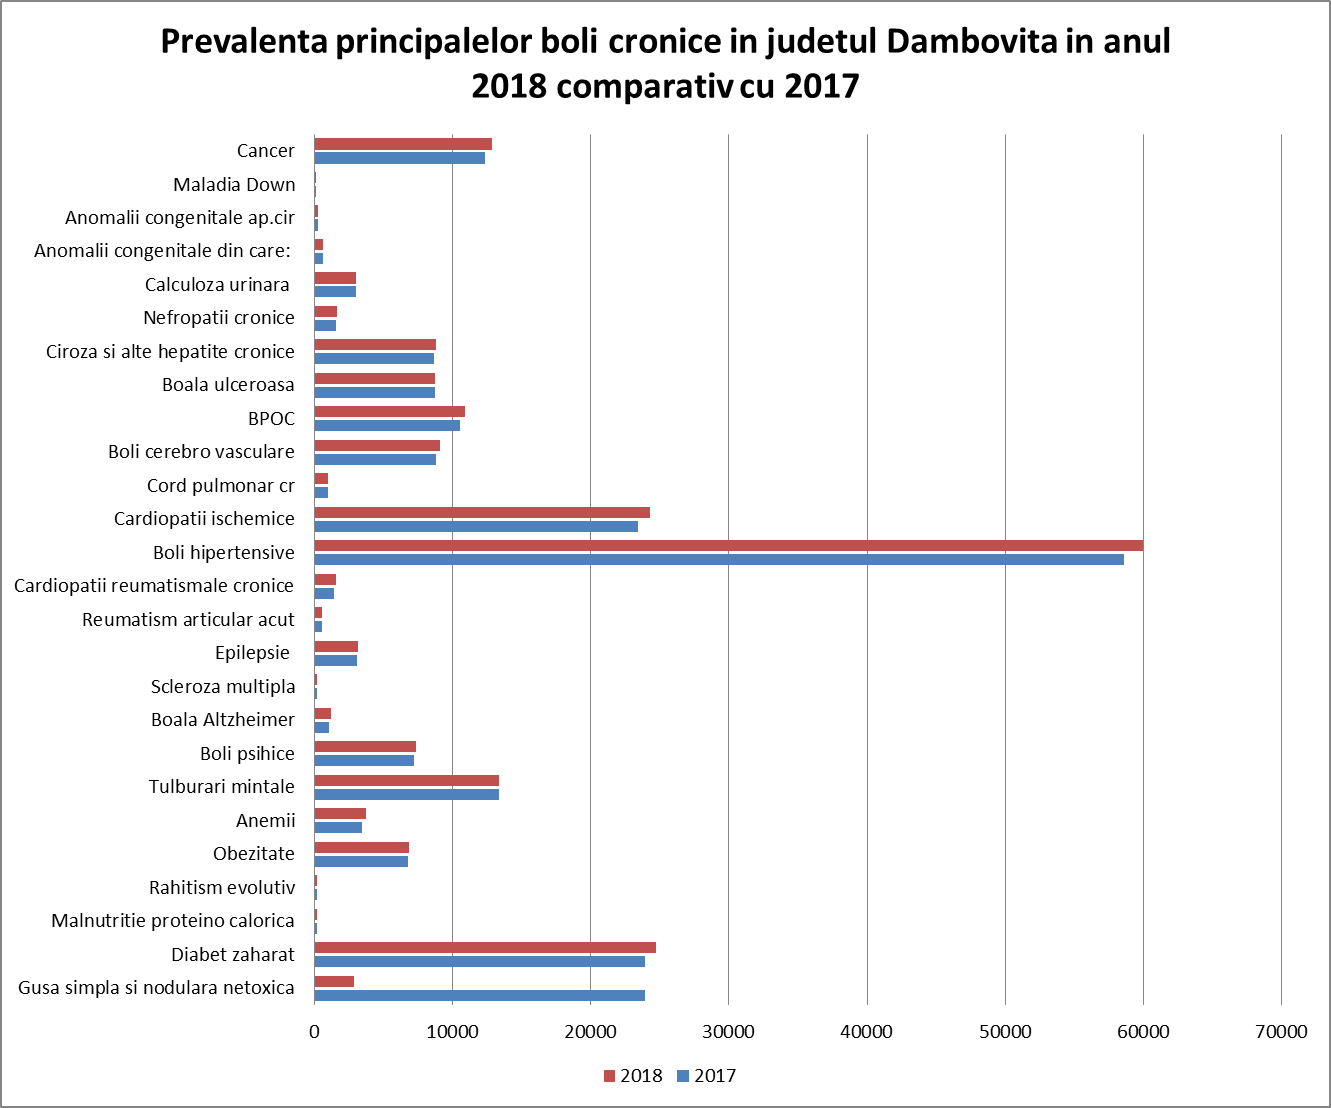 Prevalenta principalelor boli cronice in judetul Dambovita in anul
2018 comparativ cu 2017
Cancer
Maladia Down
Anomalii congenitale ap.cir
Anomalii congenitale din care:
Calculoza urinara
Nefropatii cronice
Ciroza si alte hepatite cronice
Boala ulceroasa
BPOC
Boli cerebro vasculare
Cord pulmonar cr
Cardiopatii ischemice
Boli hipertensive
Cardiopatii reumatismale cronice
Reumatism articular acut
Epilepsie
Scleroza multipla
Boala Altzheimer
Boli psihice
Tulburari mintale
Anemii
Obezitate
Rahitism evolutiv
Malnutritie proteino calorica
Diabet zaharat
Gusa simpla si nodulara netoxica
0 10000 20000 30000 40000 50000 60000 70000
2018 2017